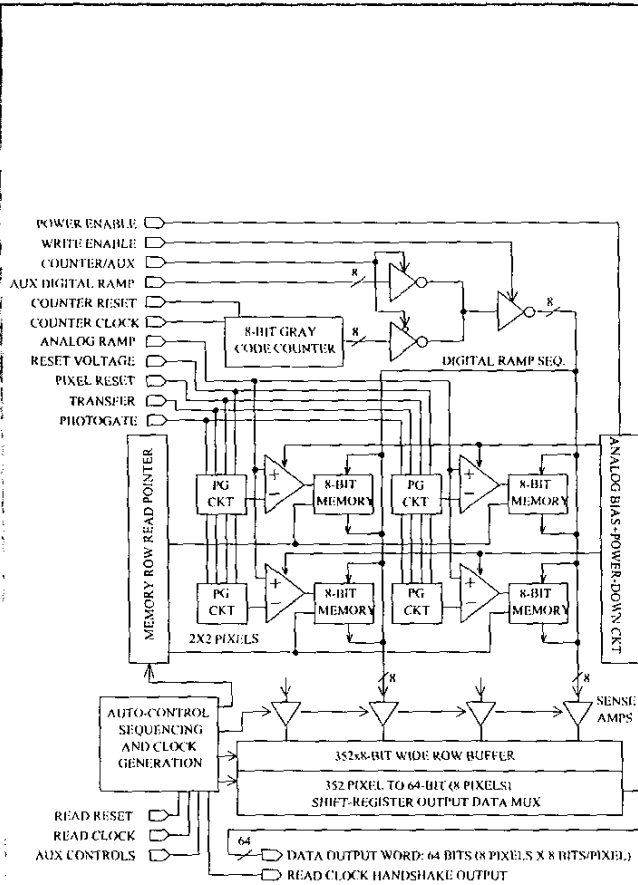 POWER ENABLE
WRITE ENABLE
COUNTER/AUX
AUX DIGITAL RAMP
8
8
COUNTER RESET
COUNTER CLOCK
8-BIT GRAY
CODE COUNTER
8
ANALOG RAMP
RESET VOLTAGE
DIGITAL RAMP SEQ.
PIXEL RESET
TRANSFER
PHOTOGATE
MEMORY ROW READ POINTER
PG
CKT
+
−
8-BIT
MEMORY
PG
CKT
+
−
8-BIT
MEMORY
ANALOG BIAS+POWER-DOWN CKT
PG
CKT
+
−
8-BIT
MEMORY
PG
CKT
+
−
8-BIT
MEMORY
2X2 PIXELS
8
8
AUTO-CONTROL
SEQUENCING
AND CLOCK
GENERATION
SENSE
AMPS
352x8-BIT WIDE ROW BUFFER
352 PIXEL TO 64-BIT (8 PIXELS)
SHIFT-REGISTER OUTPUT DATA MUX
READ RESET
READ CLOCK
AUX CONTROLS
64
DATA OUTPUT WORD: 64 BITS (8 PIXELS X 8 BITS/PIXEL)
READ CLOCK HANDSHAKE OUTPUT